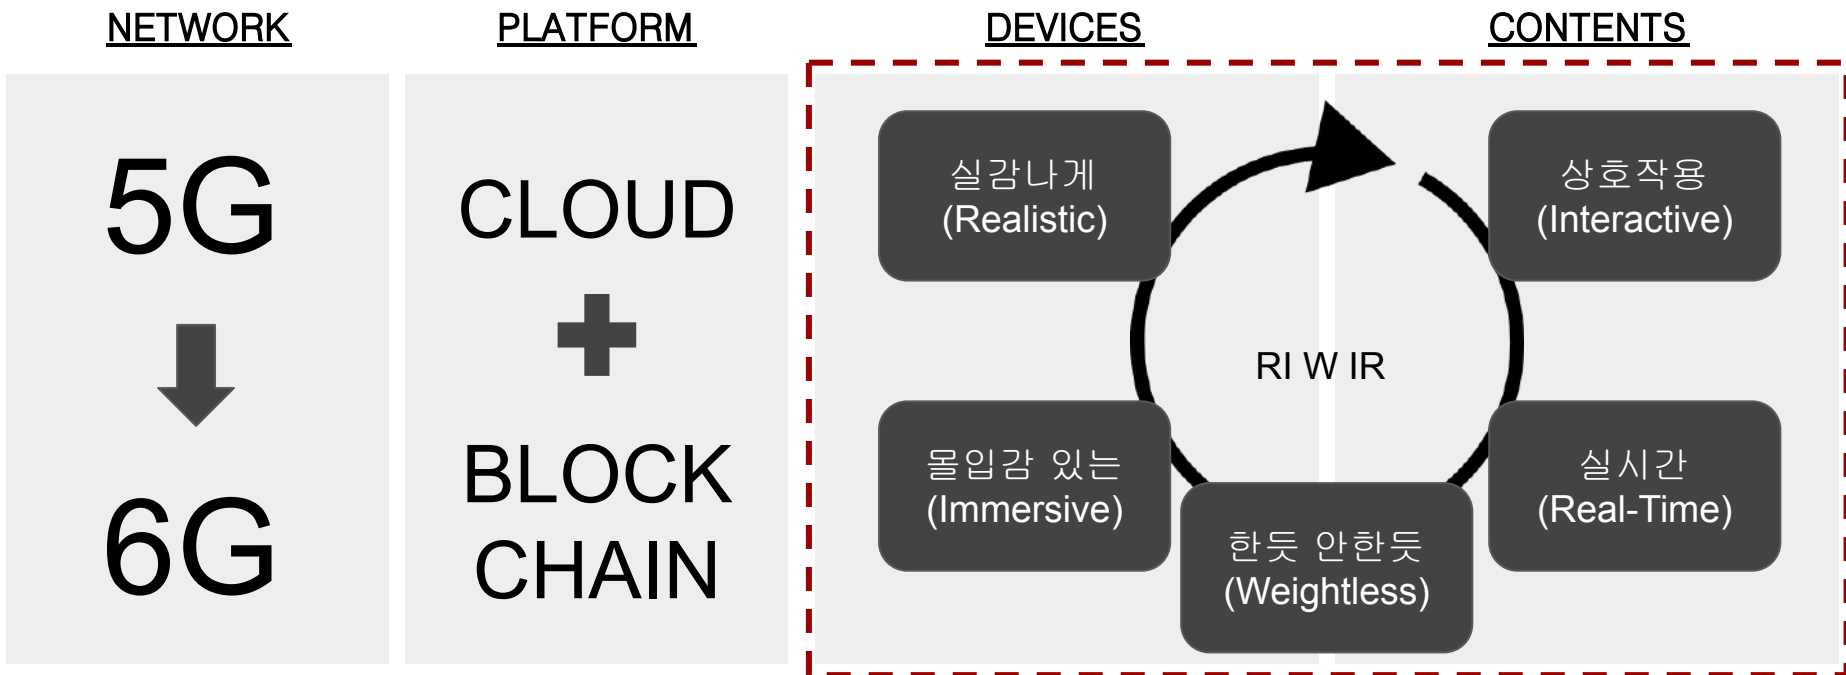 NETWORK
PLATFORM
DEVICES
CONTENTS
5G
6G
CLOUD
BLOCK
CHAIN
실감나게
(Realistic)
상호작용
(Interactive)
RI W IR
몰입감 있는
(Immersive)
한듯 안한듯
(Weightless)
실시간
(Real-Time)